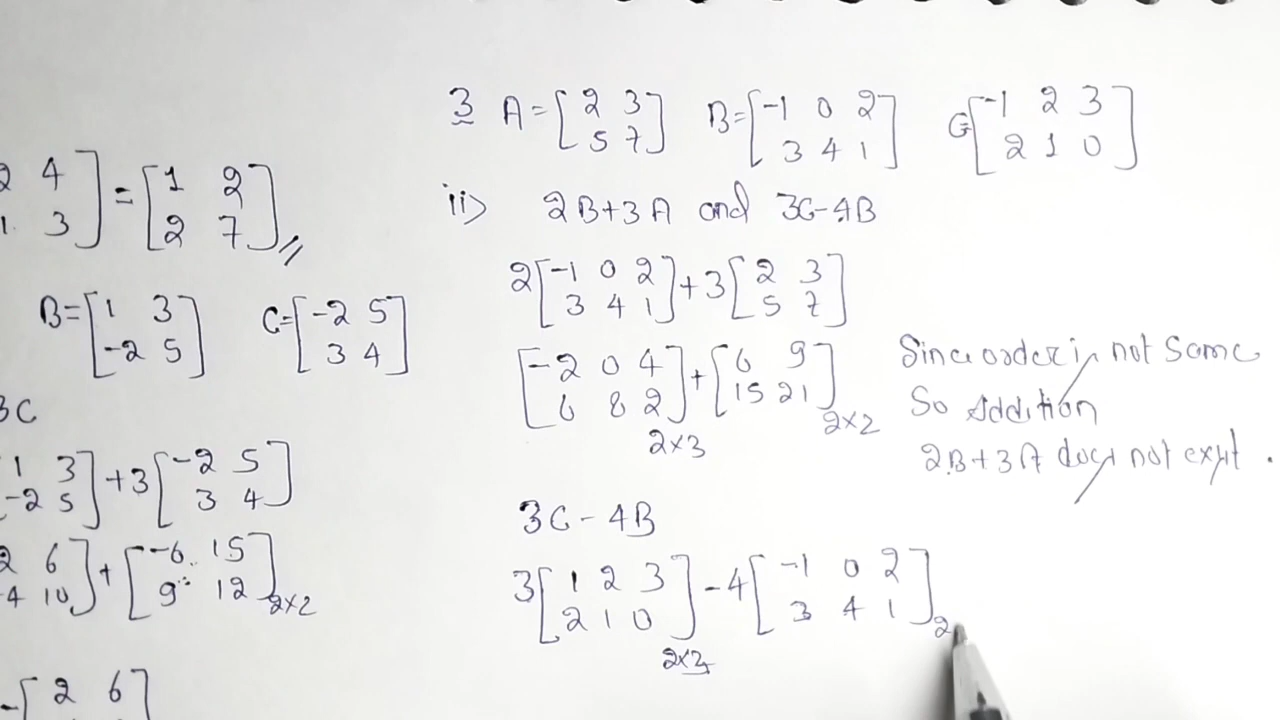 2 4 ] = [ 1 2
1 3 ] [ 2 7 ] //
B = [ 1 3 C = [ -2 5
-2 5 ] 3 4 ]
3C
1 3 ] + 3 [ -2 5
-2 5 ] 3 4 ]
2 6 ] + [ -6 15
4 10 ] 9 12 ] 2×2
- [ 2 6 ]
3 A = [ 2 3 B = [ -1 0 2 C = [ -1 2 3
5 7 ] 3 4 1 ] 2 1 0 ]
ii> 2B+3A and 3C-4B
2 [ -1 0 2 ] + 3 [ 2 3
3 4 1 ] 5 7 ]
[ -2 0 4 ] + [ 6 9
6 8 2 ] 2×3 15 21 ] 2×2
Since order is not Same
So Addition
2B+3A does not exist .
3C - 4B
3 [ 1 2 3 ] - 4 [ -1 0 2
2 1 0 ] 2×3 3 4 1 ] 2